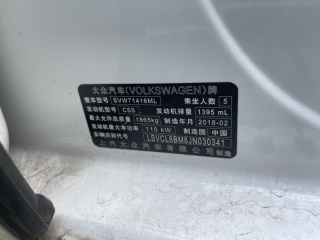 大众汽车(VOLKSWAGEN)牌
整车型号 SVW71416ML 乘坐人数 5
发动机型号 CSS 发动机排量 1395 mL
最大允许总质量 1865kg 制造年月 2018-02
发动机最大净功率 110 kW 制造国 中国
车辆识别代号 LSVCL6BM8JN030341
上汽大众汽车有限公司 制造